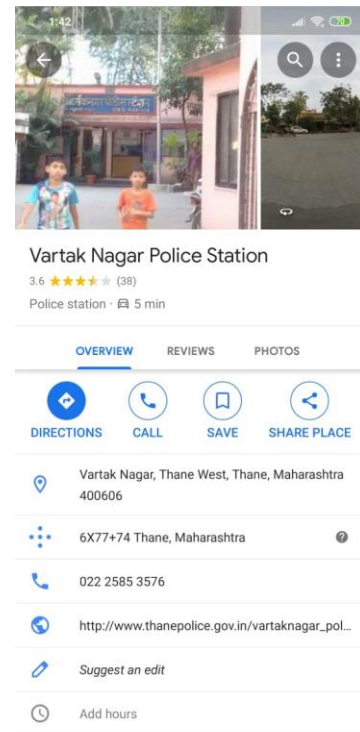 1:42
70
Vartak Nagar Police Station
3.6 (38)
Police station · 5 min
OVERVIEW REVIEWS PHOTOS
DIRECTIONS CALL SAVE SHARE PLACE
Vartak Nagar, Thane West, Thane, Maharashtra
400606
6X77+74 Thane, Maharashtra
022 2585 3576
http://www.thanepolice.gov.in/vartaknagar_pol...
Suggest an edit
Add hours